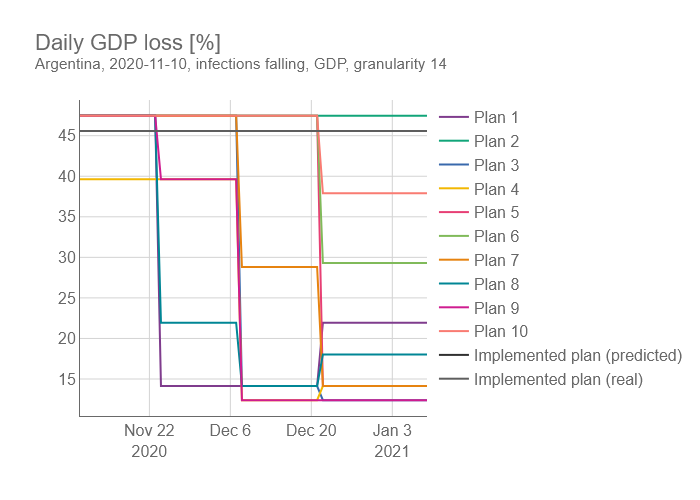 Daily GDP loss [%]
Argentina, 2020-11-10, infections falling, GDP, granularity 14
45
40
35
30
25
20
15
Nov 22
2020
Dec 6
Dec 20
Jan 3
2021
Plan 1
Plan 2
Plan 3
Plan 4
Plan 5
Plan 6
Plan 7
Plan 8
Plan 9
Plan 10
Implemented plan (predicted)
Implemented plan (real)